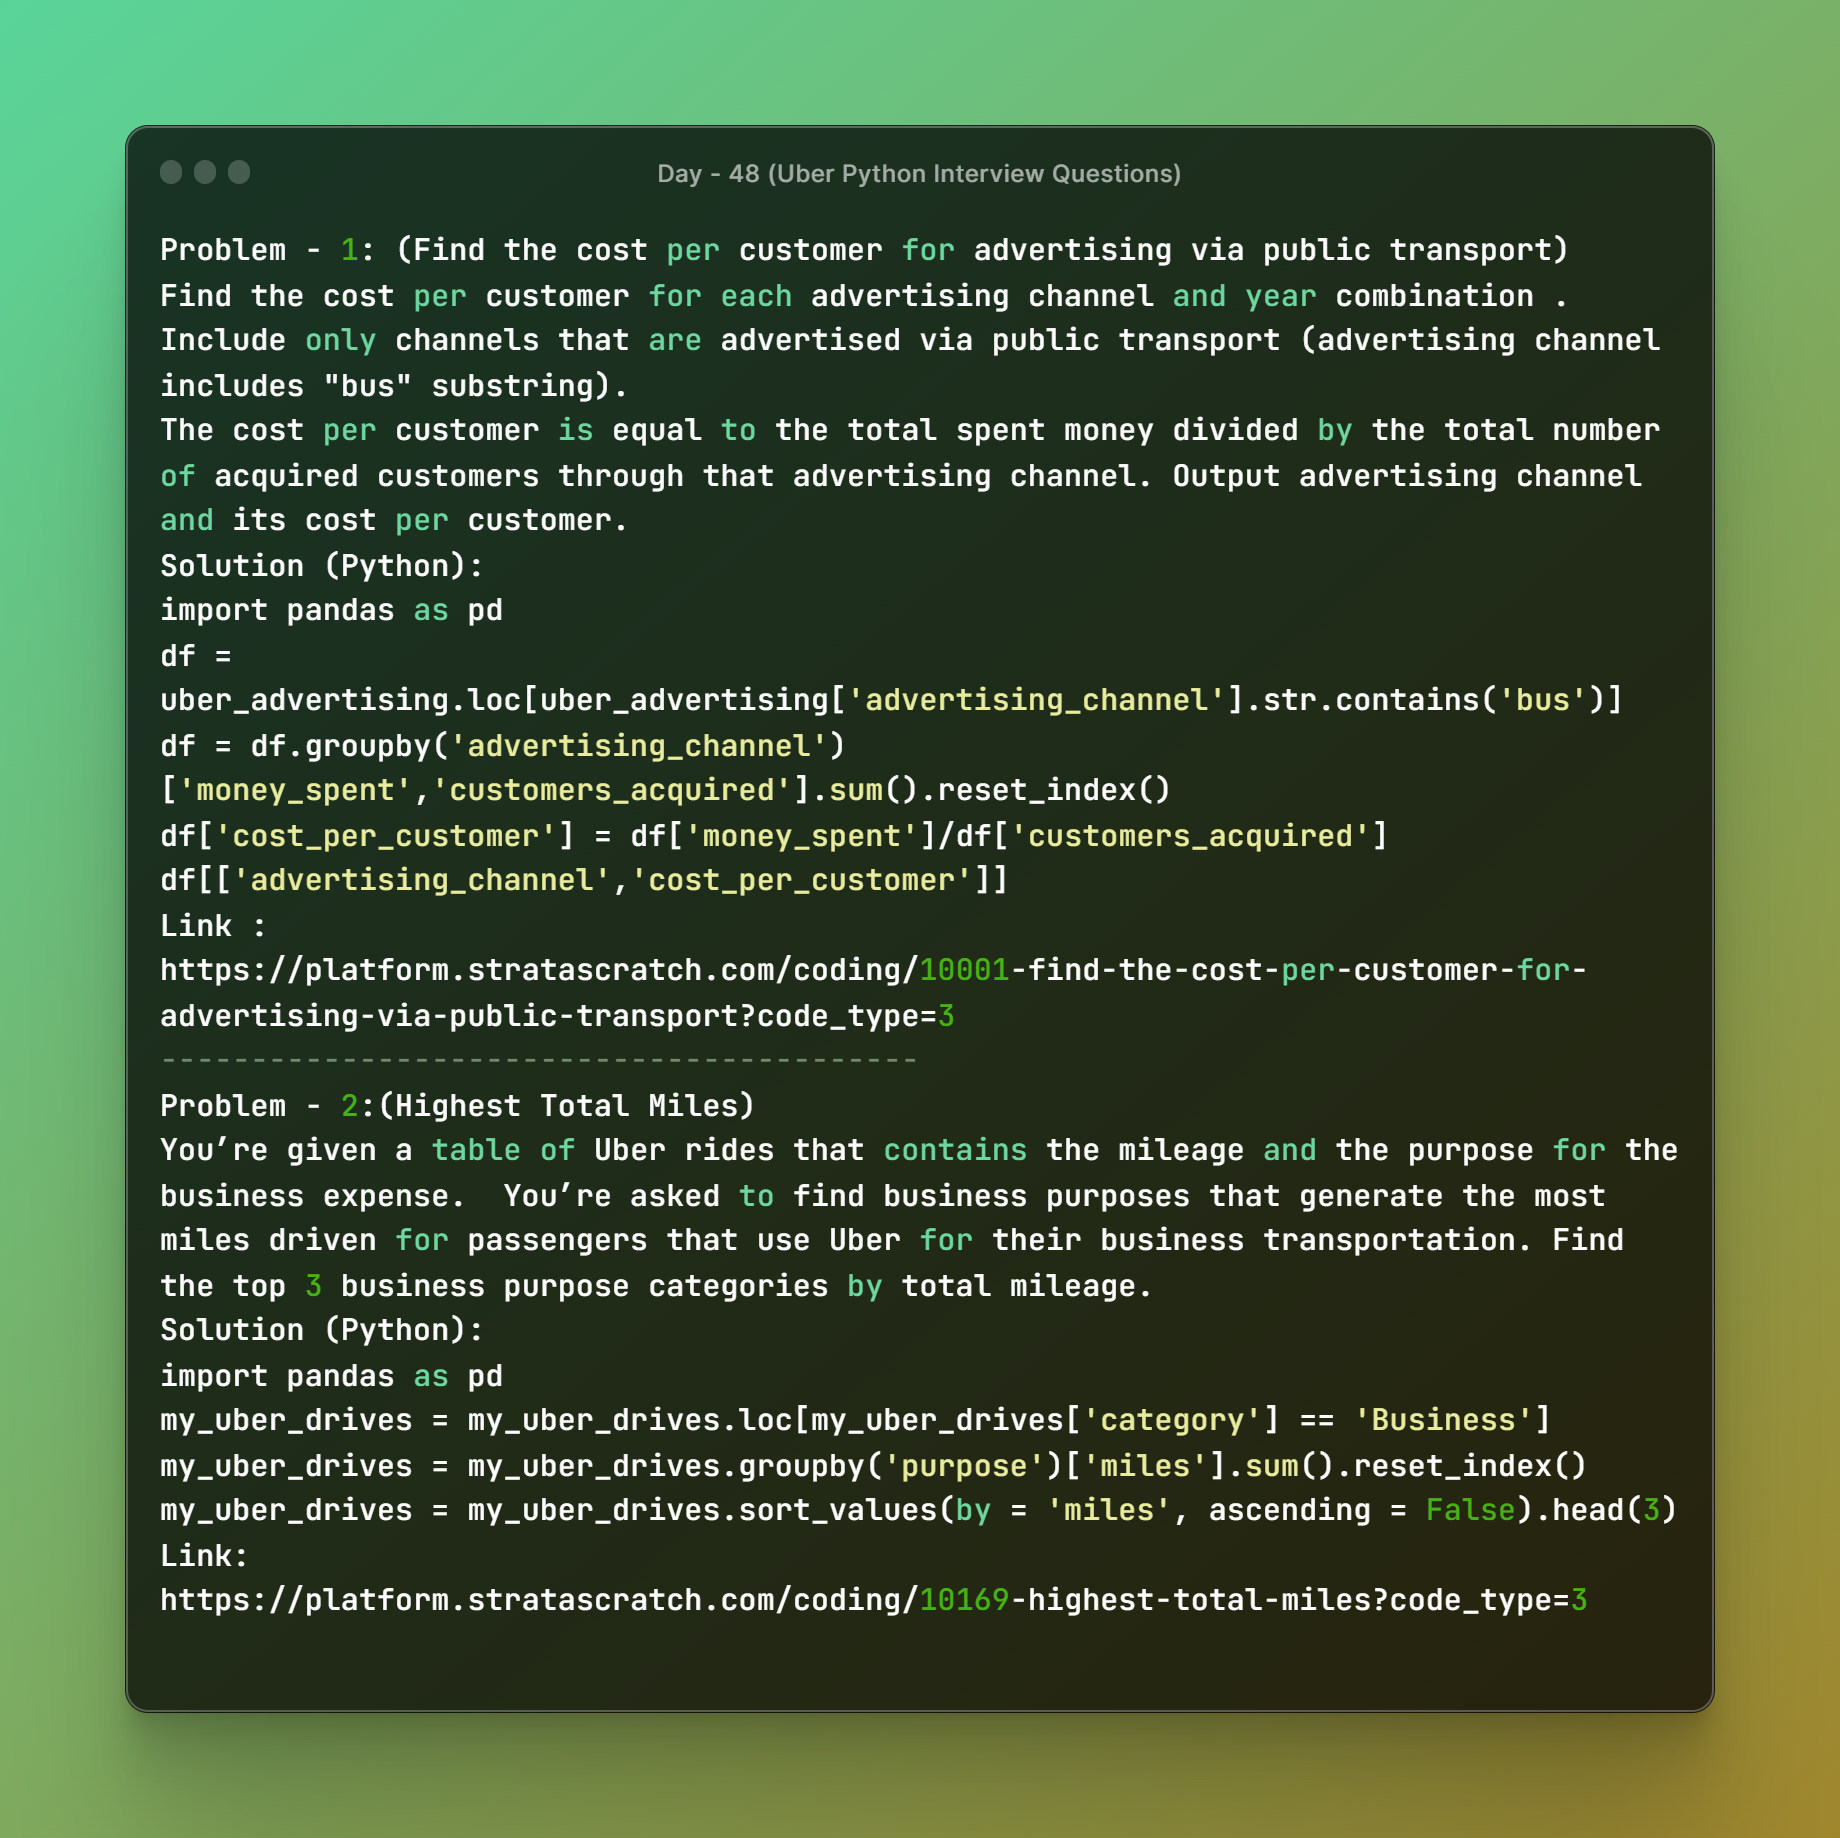 Day - 48 (Uber Python Interview Questions)
Problem - 1: (Find the cost per customer for advertising via public transport)
Find the cost per customer for each advertising channel and year combination .
Include only channels that are advertised via public transport (advertising channel
includes "bus" substring).
The cost per customer is equal to the total spent money divided by the total number
of acquired customers through that advertising channel. Output advertising channel
and its cost per customer.
Solution (Python):
import pandas as pd
df =
uber_advertising.loc[uber_advertising['advertising_channel'].str.contains('bus')]
df = df.groupby('advertising_channel')
['money_spent','customers_acquired'].sum().reset_index()
df['cost_per_customer'] = df['money_spent']/df['customers_acquired']
df[['advertising_channel','cost_per_customer']]
Link :
https://platform.stratascratch.com/coding/10001-find-the-cost-per-customer-for-
advertising-via-public-transport?code_type=3
------------------------------------------
Problem - 2:(Highest Total Miles)
You’re given a table of Uber rides that contains the mileage and the purpose for the
business expense.  You’re asked to find business purposes that generate the most
miles driven for passengers that use Uber for their business transportation. Find
the top 3 business purpose categories by total mileage.
Solution (Python):
import pandas as pd
my_uber_drives = my_uber_drives.loc[my_uber_drives['category'] == 'Business']
my_uber_drives = my_uber_drives.groupby('purpose')['miles'].sum().reset_index()
my_uber_drives = my_uber_drives.sort_values(by = 'miles', ascending = False).head(3)
Link:
https://platform.stratascratch.com/coding/10169-highest-total-miles?code_type=3